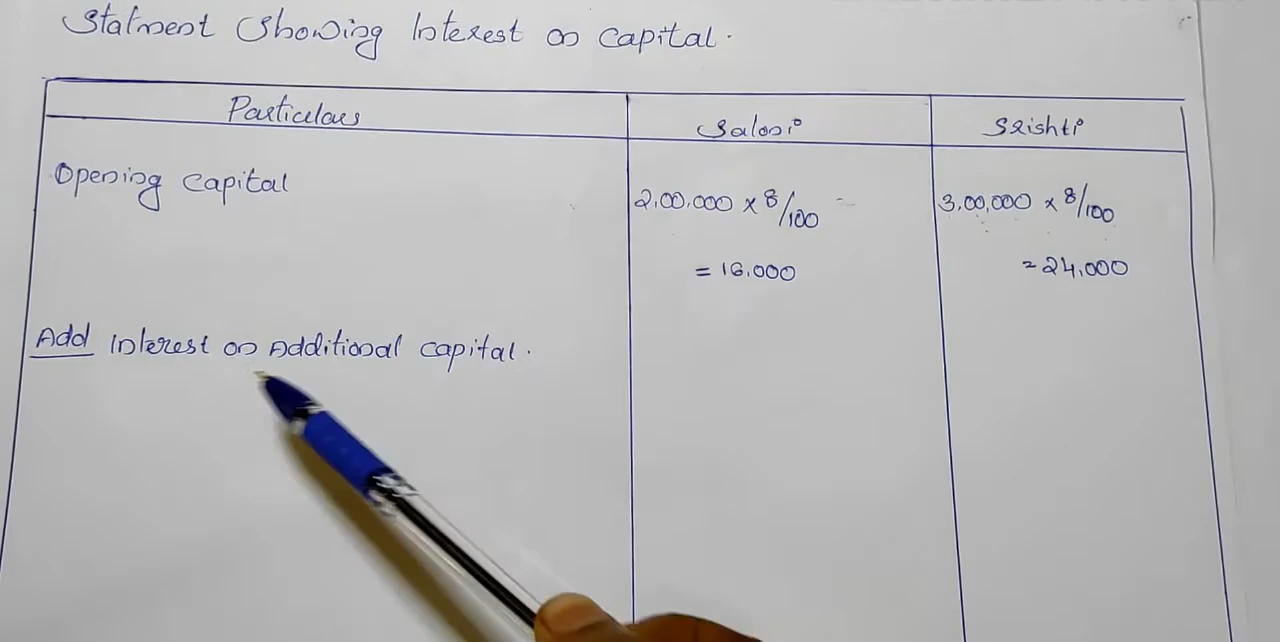 Statment Showing Interest on capital.
Particulars Saloni Srishti
Opening capital 2,00,000 × 8/100 3,00,000 × 8/100
= 16,000 = 24,000
Add Interest on Additional capital.